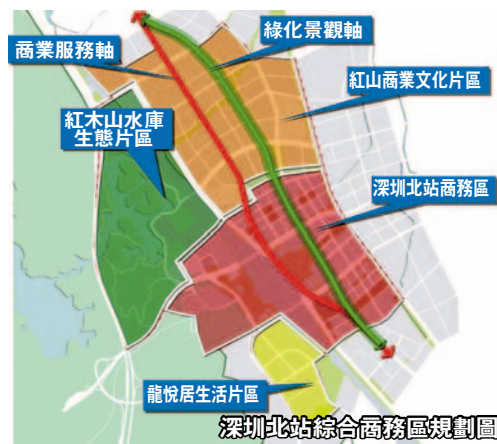 綠化景觀軸
商業服務軸
紅山商業文化片區
紅木山水庫
生態片區
深圳北站商務區
龍悅居生活片區
深圳北站綜合商務區規劃圖